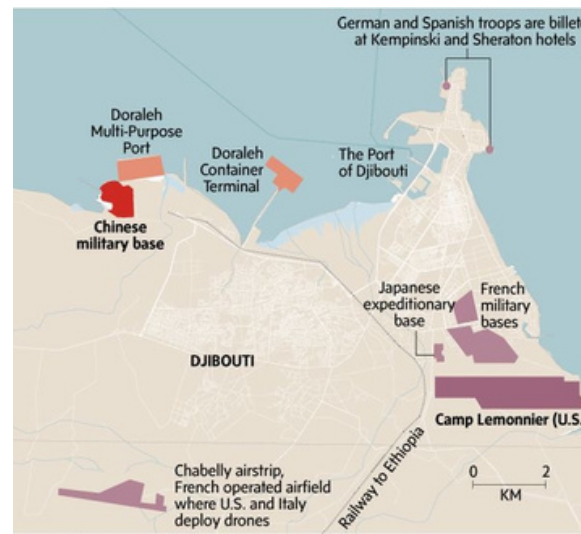 German and Spanish troops are billet
at Kempinski and Sheraton hotels
Doraleh
Multi-Purpose
Port
Doraleh
Container
Terminal
The Port
of Djibouti
Chinese
military base
Japanese
expeditionary
base
French
military
bases
DJIBOUTI
Camp Lemonnier (U.S.
Railway to Ethiopia
Chabelly airstrip,
French operated airfield
where U.S. and Italy
deploy drones
0 2
KM